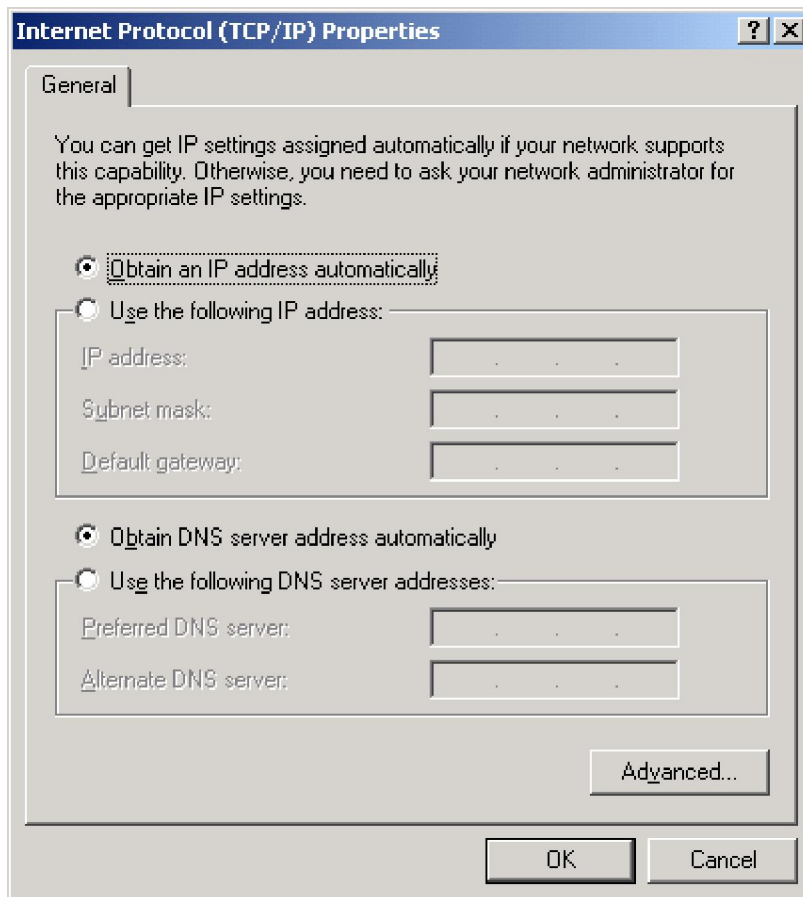 Internet Protocol (TCP/IP) Properties
General
You can get IP settings assigned automatically if your network supports
this capability. Otherwise, you need to ask your network administrator for
the appropriate IP settings.
Obtain an IP address automatically
Use the following IP address:
IP address:
Subnet mask:
Default gateway:
Obtain DNS server address automatically
Use the following DNS server addresses:
Preferred DNS server:
Alternate DNS server:
Advanced...
OK Cancel